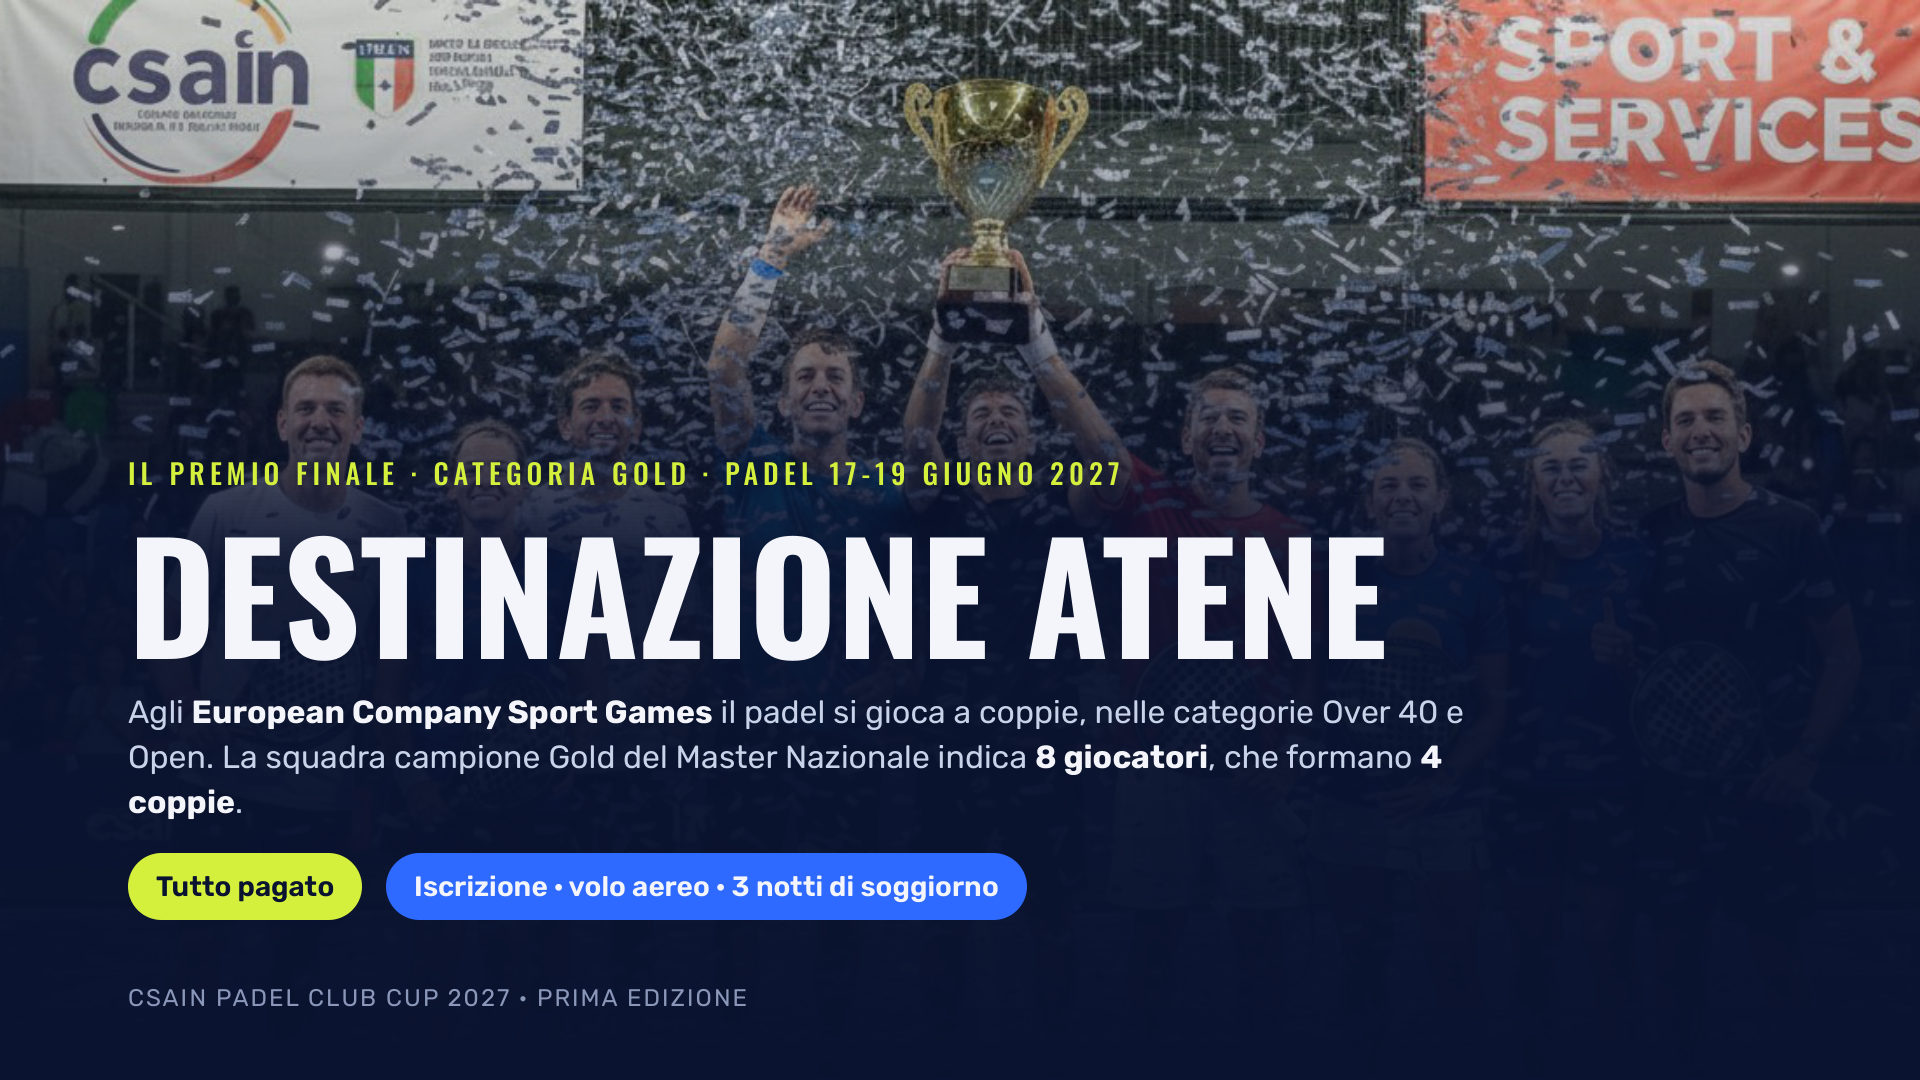 csain
ITALIA
SPORT &
SERVICES
IL PREMIO FINALE · CATEGORIA GOLD · PADEL 17-19 GIUGNO 2027
DESTINAZIONE ATENE
Agli European Company Sport Games il padel si gioca a coppie, nelle categorie Over 40 e
Open. La squadra campione Gold del Master Nazionale indica 8 giocatori, che formano 4
coppie.
Tutto pagato
Iscrizione • volo aereo • 3 notti di soggiorno
CSAIN PADEL CLUB CUP 2027 • PRIMA EDIZIONE